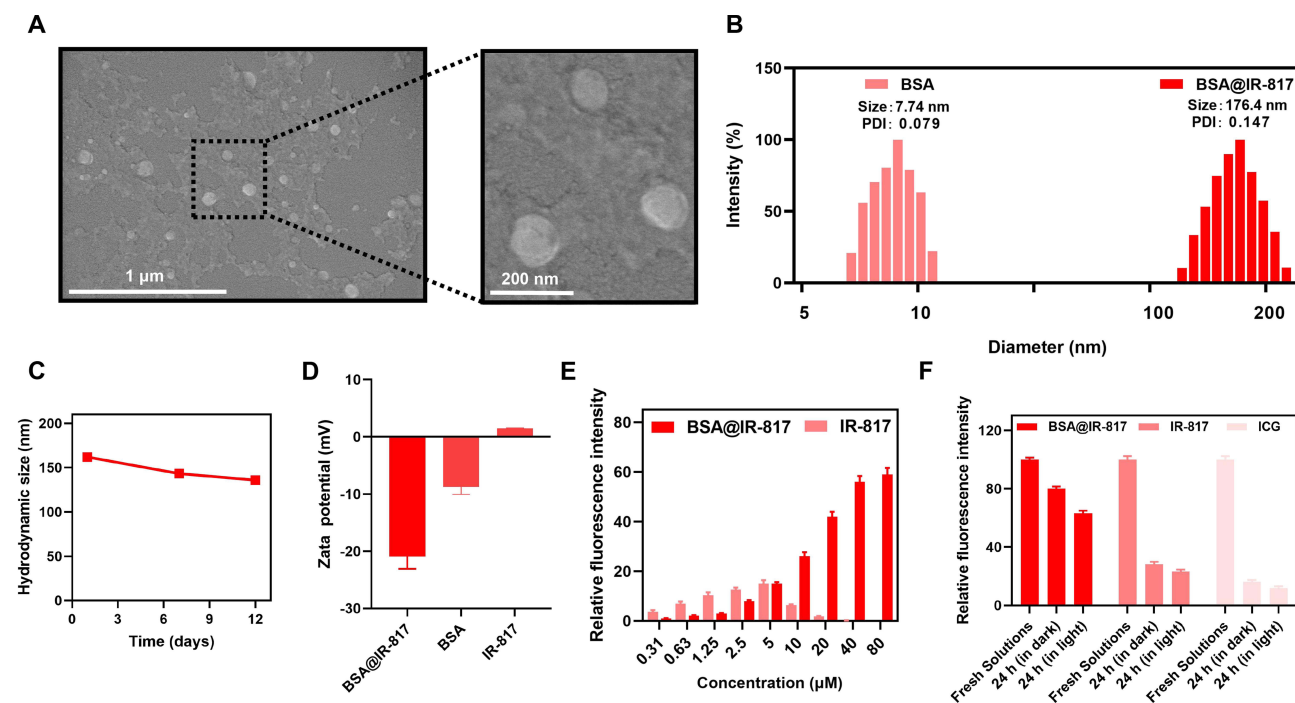 A
1 µm
200 nm
B
Intensity (%)
150
100
50
0
BSA
Size: 7.74 nm
PDI: 0.079
BSA@IR-817
Size: 176.4 nm
PDI: 0.147
5
10
100
200
Diameter (nm)
C
Hydrodynamic size (nm)
200
150
100
50
0
0
3
6
9
12
Time (days)
D
Zata potential (mV)
10
0
-10
-20
-30
BSA@IR-817
BSA
IR-817
E
Relative fluorescence intensity
80
60
40
20
0
BSA@IR-817
IR-817
0.31
0.63
1.25
2.5
5
10
20
40
80
Concentration (µM)
F
Relative fluorescence intensity
120
80
40
0
BSA@IR-817
IR-817
ICG
Fresh Solutions
24 h (in dark)
24 h (in light)
Fresh Solutions
24 h (in dark)
24 h (in light)
Fresh Solutions
24 h (in dark)
24 h (in light)